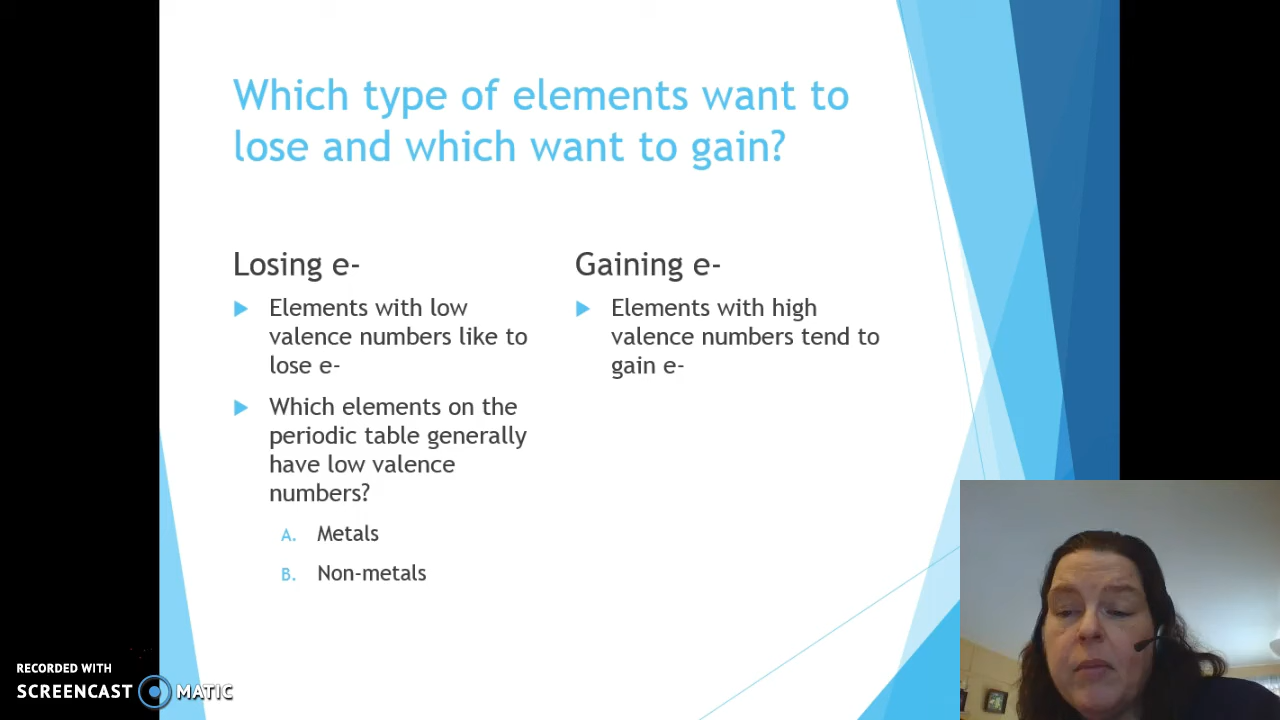 Which type of elements want to
lose and which want to gain?
Losing e-
Elements with low
valence numbers like to
lose e-
Which elements on the
periodic table generally
have low valence
numbers?
A. Metals
B. Non-metals
Gaining e-
Elements with high
valence numbers tend to
gain e-
RECORDED WITH
SCREENCAST MATIC